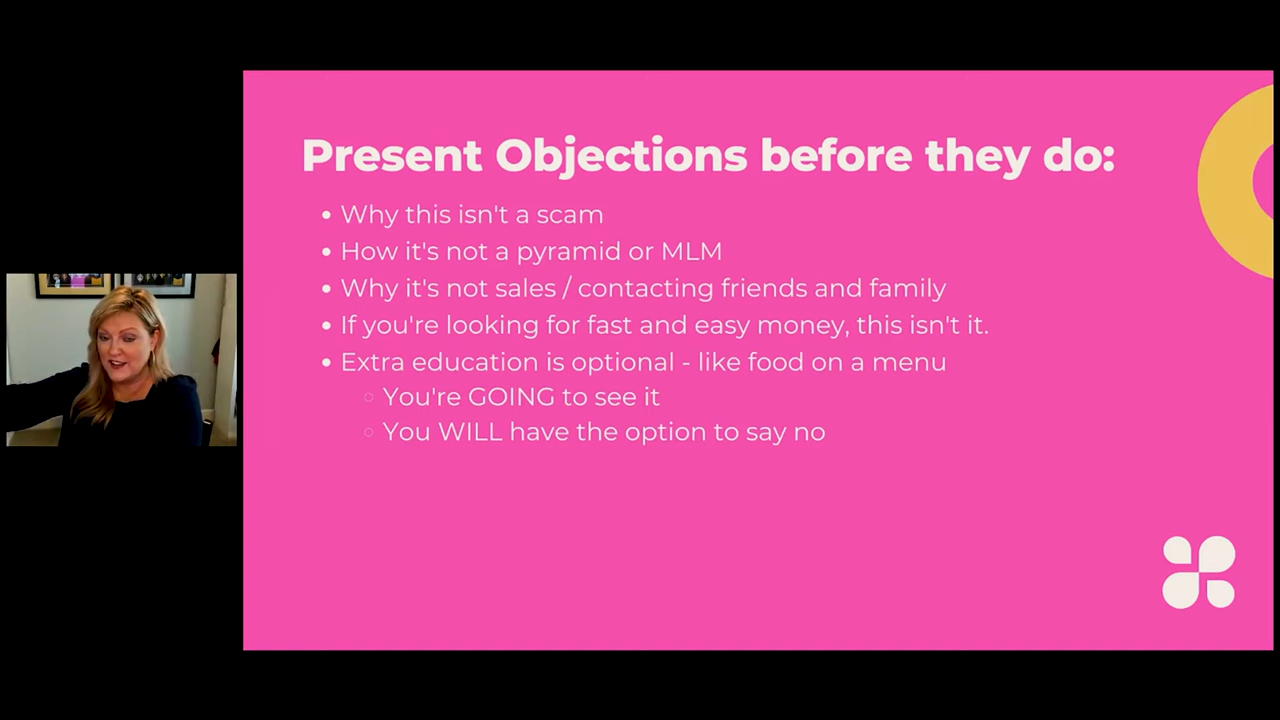 Present Objections before they do:
• Why this isn't a scam
• How it's not a pyramid or MLM
• Why it's not sales / contacting friends and family
• If you're looking for fast and easy money, this isn't it.
• Extra education is optional - like food on a menu
○ You're GOING to see it
○ You WILL have the option to say no